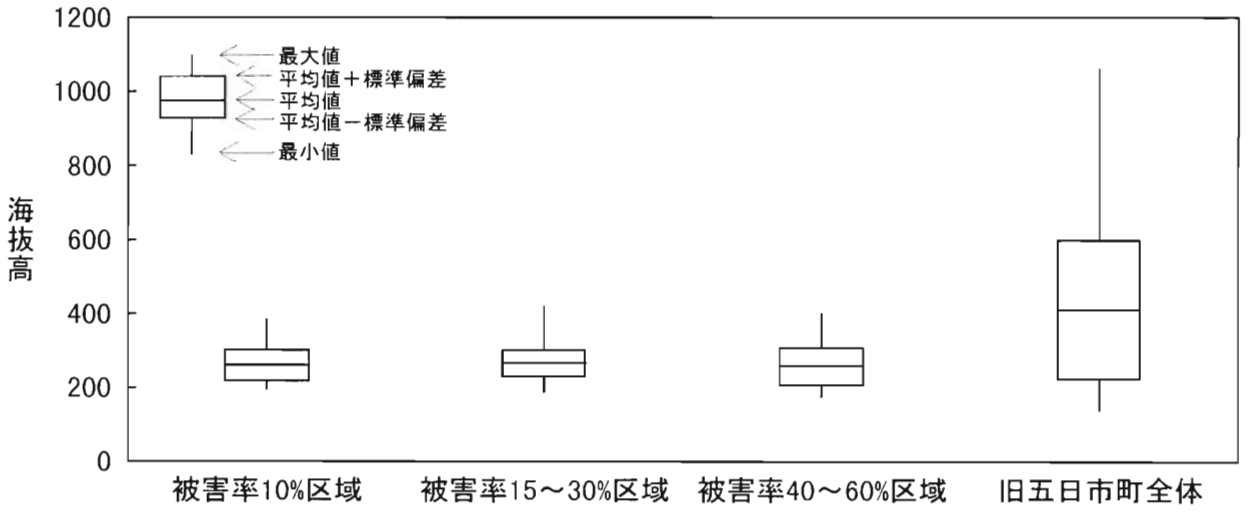 1200
1000
800
600
400
200
0
海抜高
最大値
平均値＋標準偏差
平均値
平均値－標準偏差
最小値
被害率10%区域
被害率15～30%区域
被害率40～60%区域
旧五日市町全体